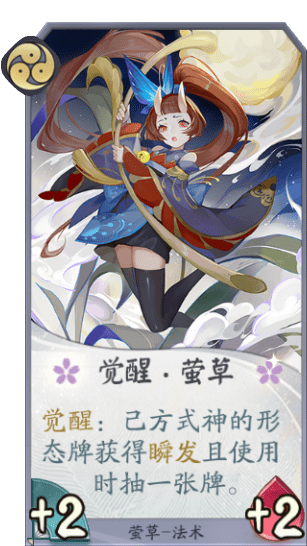 觉醒·萤草
觉醒：己方式神的形
态牌获得瞬发且使用
时抽一张牌。
+2
+2
萤草-法术